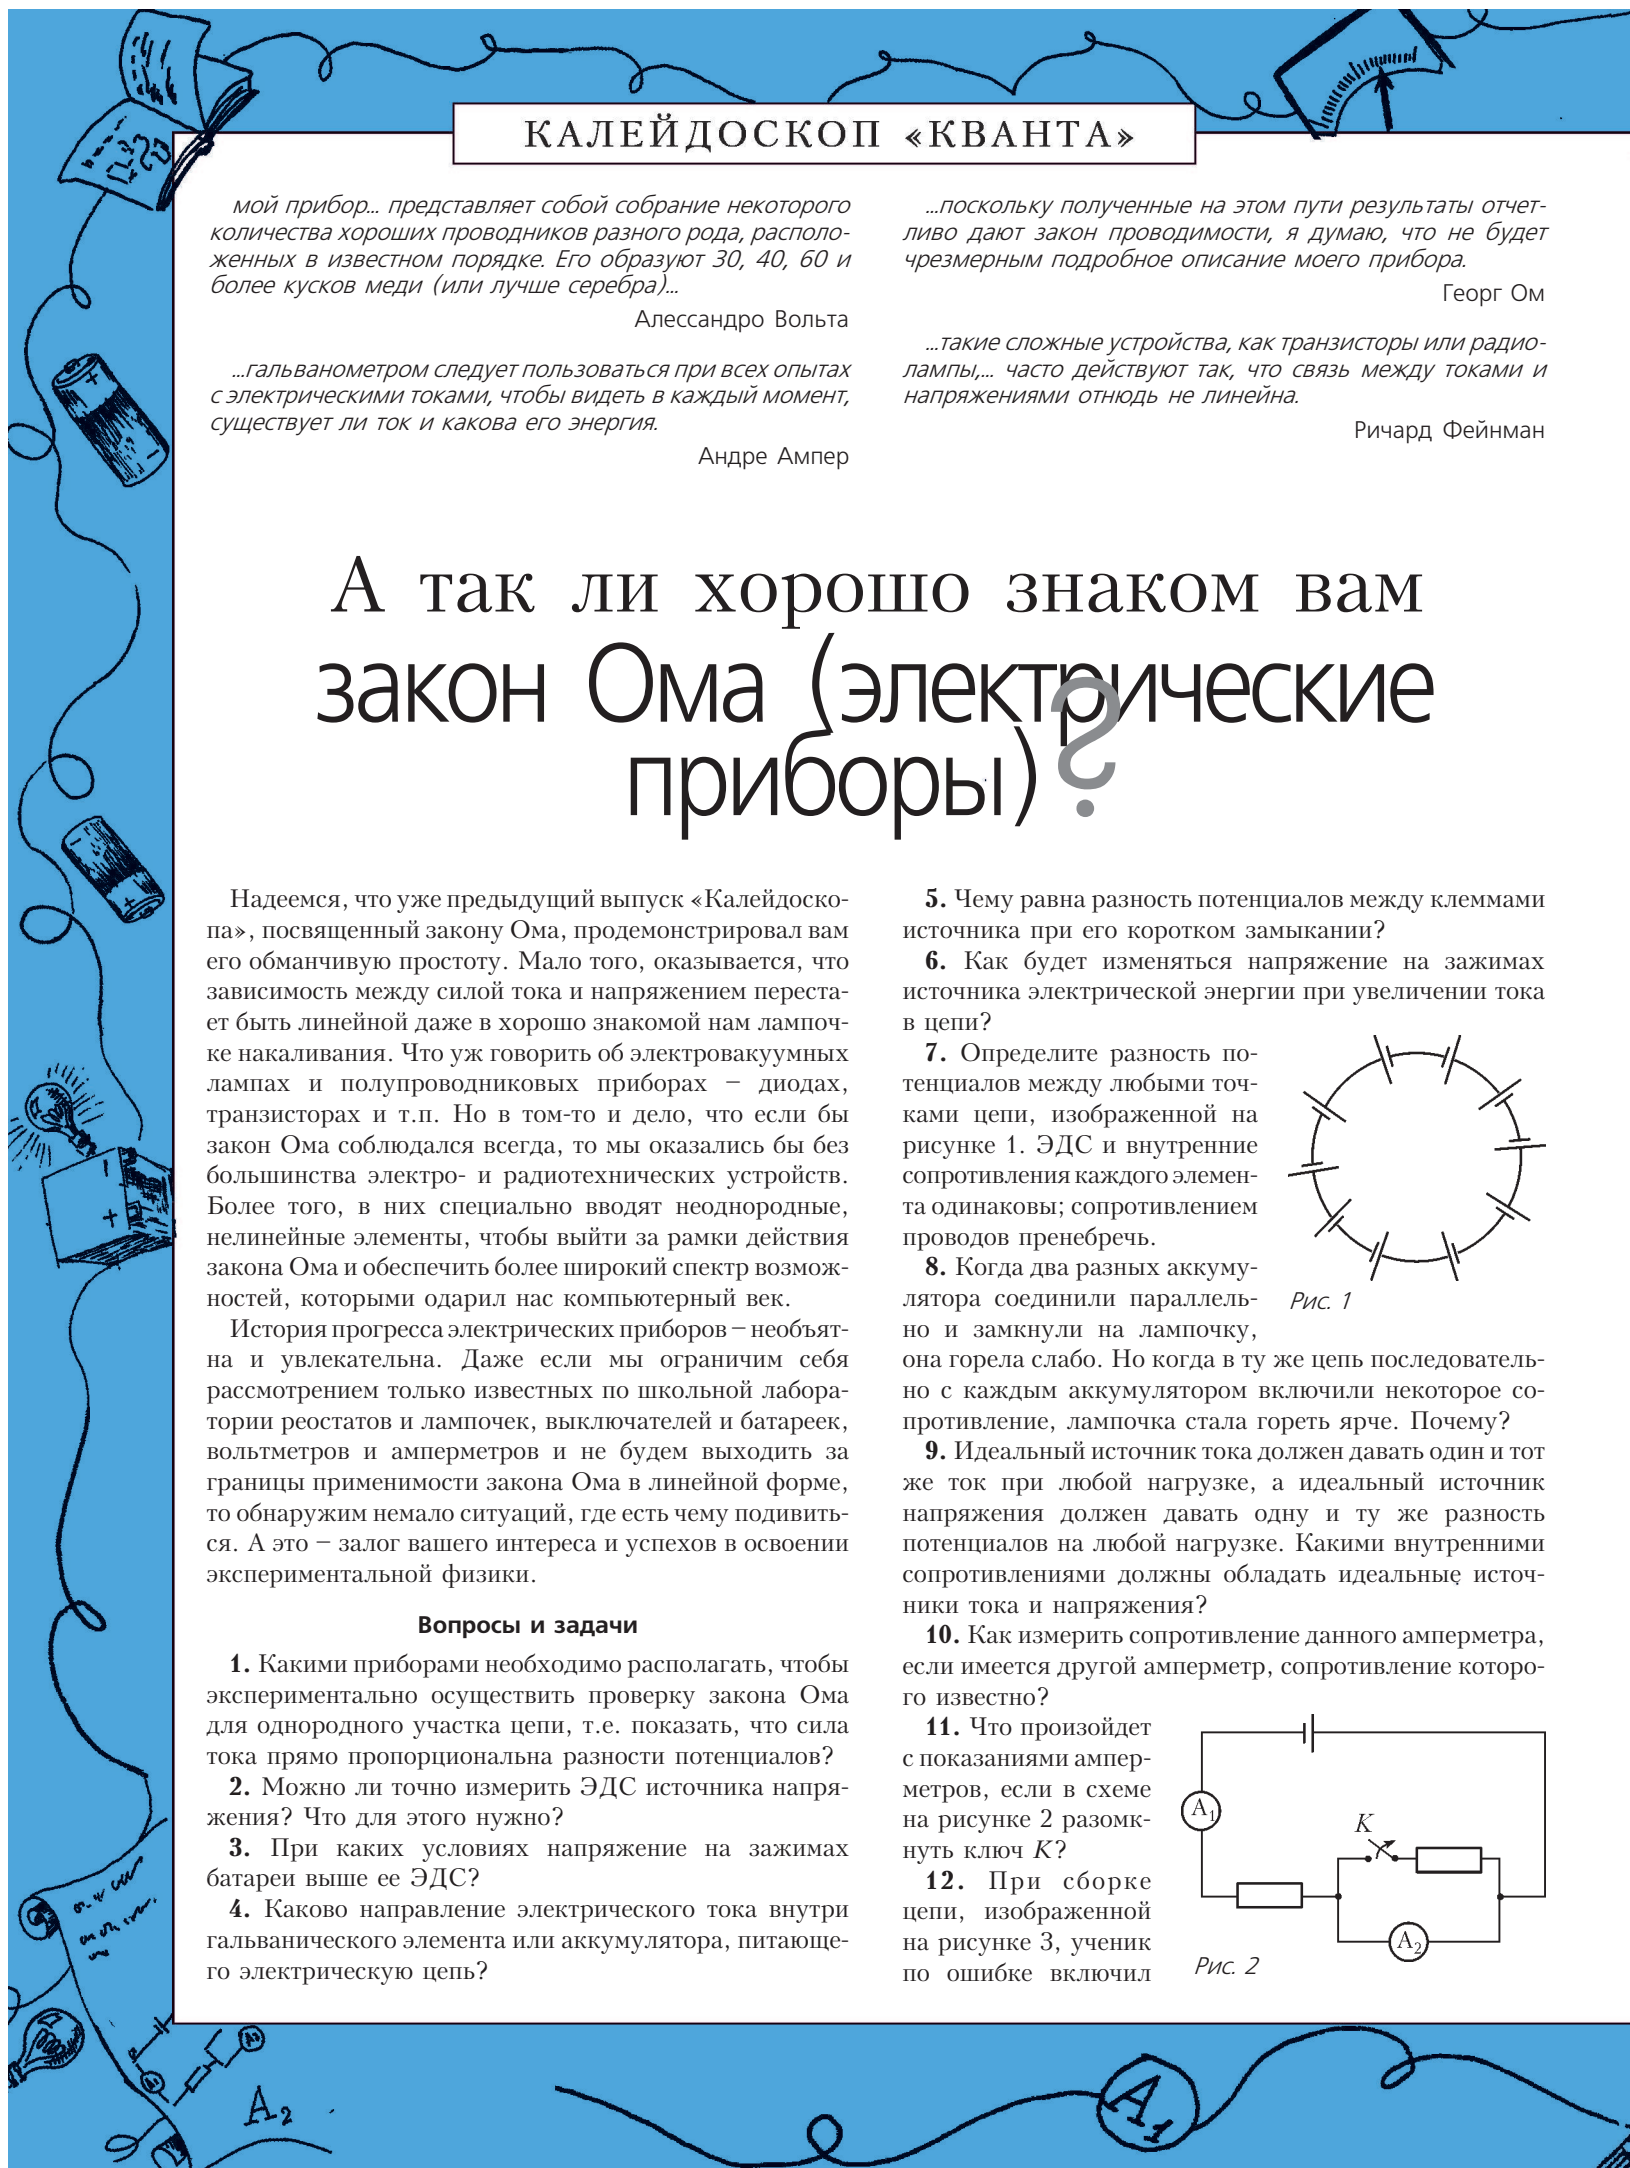 КАЛЕЙДОСКОП «КВАНТА»
мой прибор... представляет собой собрание некоторого
количества хороших проводников разного рода, располо-
женных в известном порядке. Его образуют 30, 40, 60 и
более кусков меди (или лучше серебра)...
Алессандро Вольта
...гальванометром следует пользоваться при всех опытах
с электрическими токами, чтобы видеть в каждый момент,
существует ли ток и какова его энергия.
Андре Ампер
...поскольку полученные на этом пути результаты отчет-
ливо дают закон проводимости, я думаю, что не будет
чрезмерным подробное описание моего прибора.
Георг Ом
...такие сложные устройства, как транзисторы или радио-
лампы,... часто действуют так, что связь между токами и
напряжениями отнюдь не линейна.
Ричард Фейнман
А так ли хорошо знаком вам
закон Ома (электрические
приборы)?
Надеемся, что уже предыдущий выпуск «Калейдоско-
па», посвященный закону Ома, продемонстрировал вам
его обманчивую простоту. Мало того, оказывается, что
зависимость между силой тока и напряжением переста-
ет быть линейной даже в хорошо знакомой нам лампоч-
ке накаливания. Что уж говорить об электровакуумных
лампах и полупроводниковых приборах – диодах,
транзисторах и т.п. Но в том-то и дело, что если бы
закон Ома соблюдался всегда, то мы оказались бы без
большинства электро- и радиотехнических устройств.
Более того, в них специально вводят неоднородные,
нелинейные элементы, чтобы выйти за рамки действия
закона Ома и обеспечить более широкий спектр возмож-
ностей, которыми одарил нас компьютерный век.
История прогресса электрических приборов – необъят-
на и увлекательна. Даже если мы ограничим себя
рассмотрением только известных по школьной лабора-
тории реостатов и лампочек, выключателей и батареек,
вольтметров и амперметров и не будем выходить за
границы применимости закона Ома в линейной форме,
то обнаружим немало ситуаций, где есть чему подивить-
ся. А это – залог вашего интереса и успехов в освоении
экспериментальной физики.
Вопросы и задачи
1. Какими приборами необходимо располагать, чтобы
экспериментально осуществить проверку закона Ома
для однородного участка цепи, т.е. показать, что сила
тока прямо пропорциональна разности потенциалов?
2. Можно ли точно измерить ЭДС источника напря-
жения? Что для этого нужно?
3. При каких условиях напряжение на зажимах
батареи выше ее ЭДС?
4. Каково направление электрического тока внутри
гальванического элемента или аккумулятора, питающе-
го электрическую цепь?
5. Чему равна разность потенциалов между клеммами
источника при его коротком замыкании?
6. Как будет изменяться напряжение на зажимах
источника электрической энергии при увеличении тока
в цепи?
7. Определите разность по-
тенциалов между любыми точ-
ками цепи, изображенной на
рисунке 1. ЭДС и внутренние
сопротивления каждого элемен-
та одинаковы; сопротивлением
проводов пренебречь.
Рис. 1
8. Когда два разных аккуму-
лятора соединили параллель-
но и замкнули на лампочку,
она горела слабо. Но когда в ту же цепь последователь-
но с каждым аккумулятором включили некоторое со-
противление, лампочка стала гореть ярче. Почему?
9. Идеальный источник тока должен давать один и тот
же ток при любой нагрузке, а идеальный источник
напряжения должен давать одну и ту же разность
потенциалов на любой нагрузке. Какими внутренними
сопротивлениями должны обладать идеальные источ-
ники тока и напряжения?
10. Как измерить сопротивление данного амперметра,
если имеется другой амперметр, сопротивление которо-
го известно?
11. Что произойдет
с показаниями ампер-
метров, если в схеме
на рисунке 2 разомк-
нуть ключ K?
12. При сборке
цепи, изображенной
на рисунке 3, ученик
по ошибке включил
A1
K
A2
Рис. 2
A2
A1